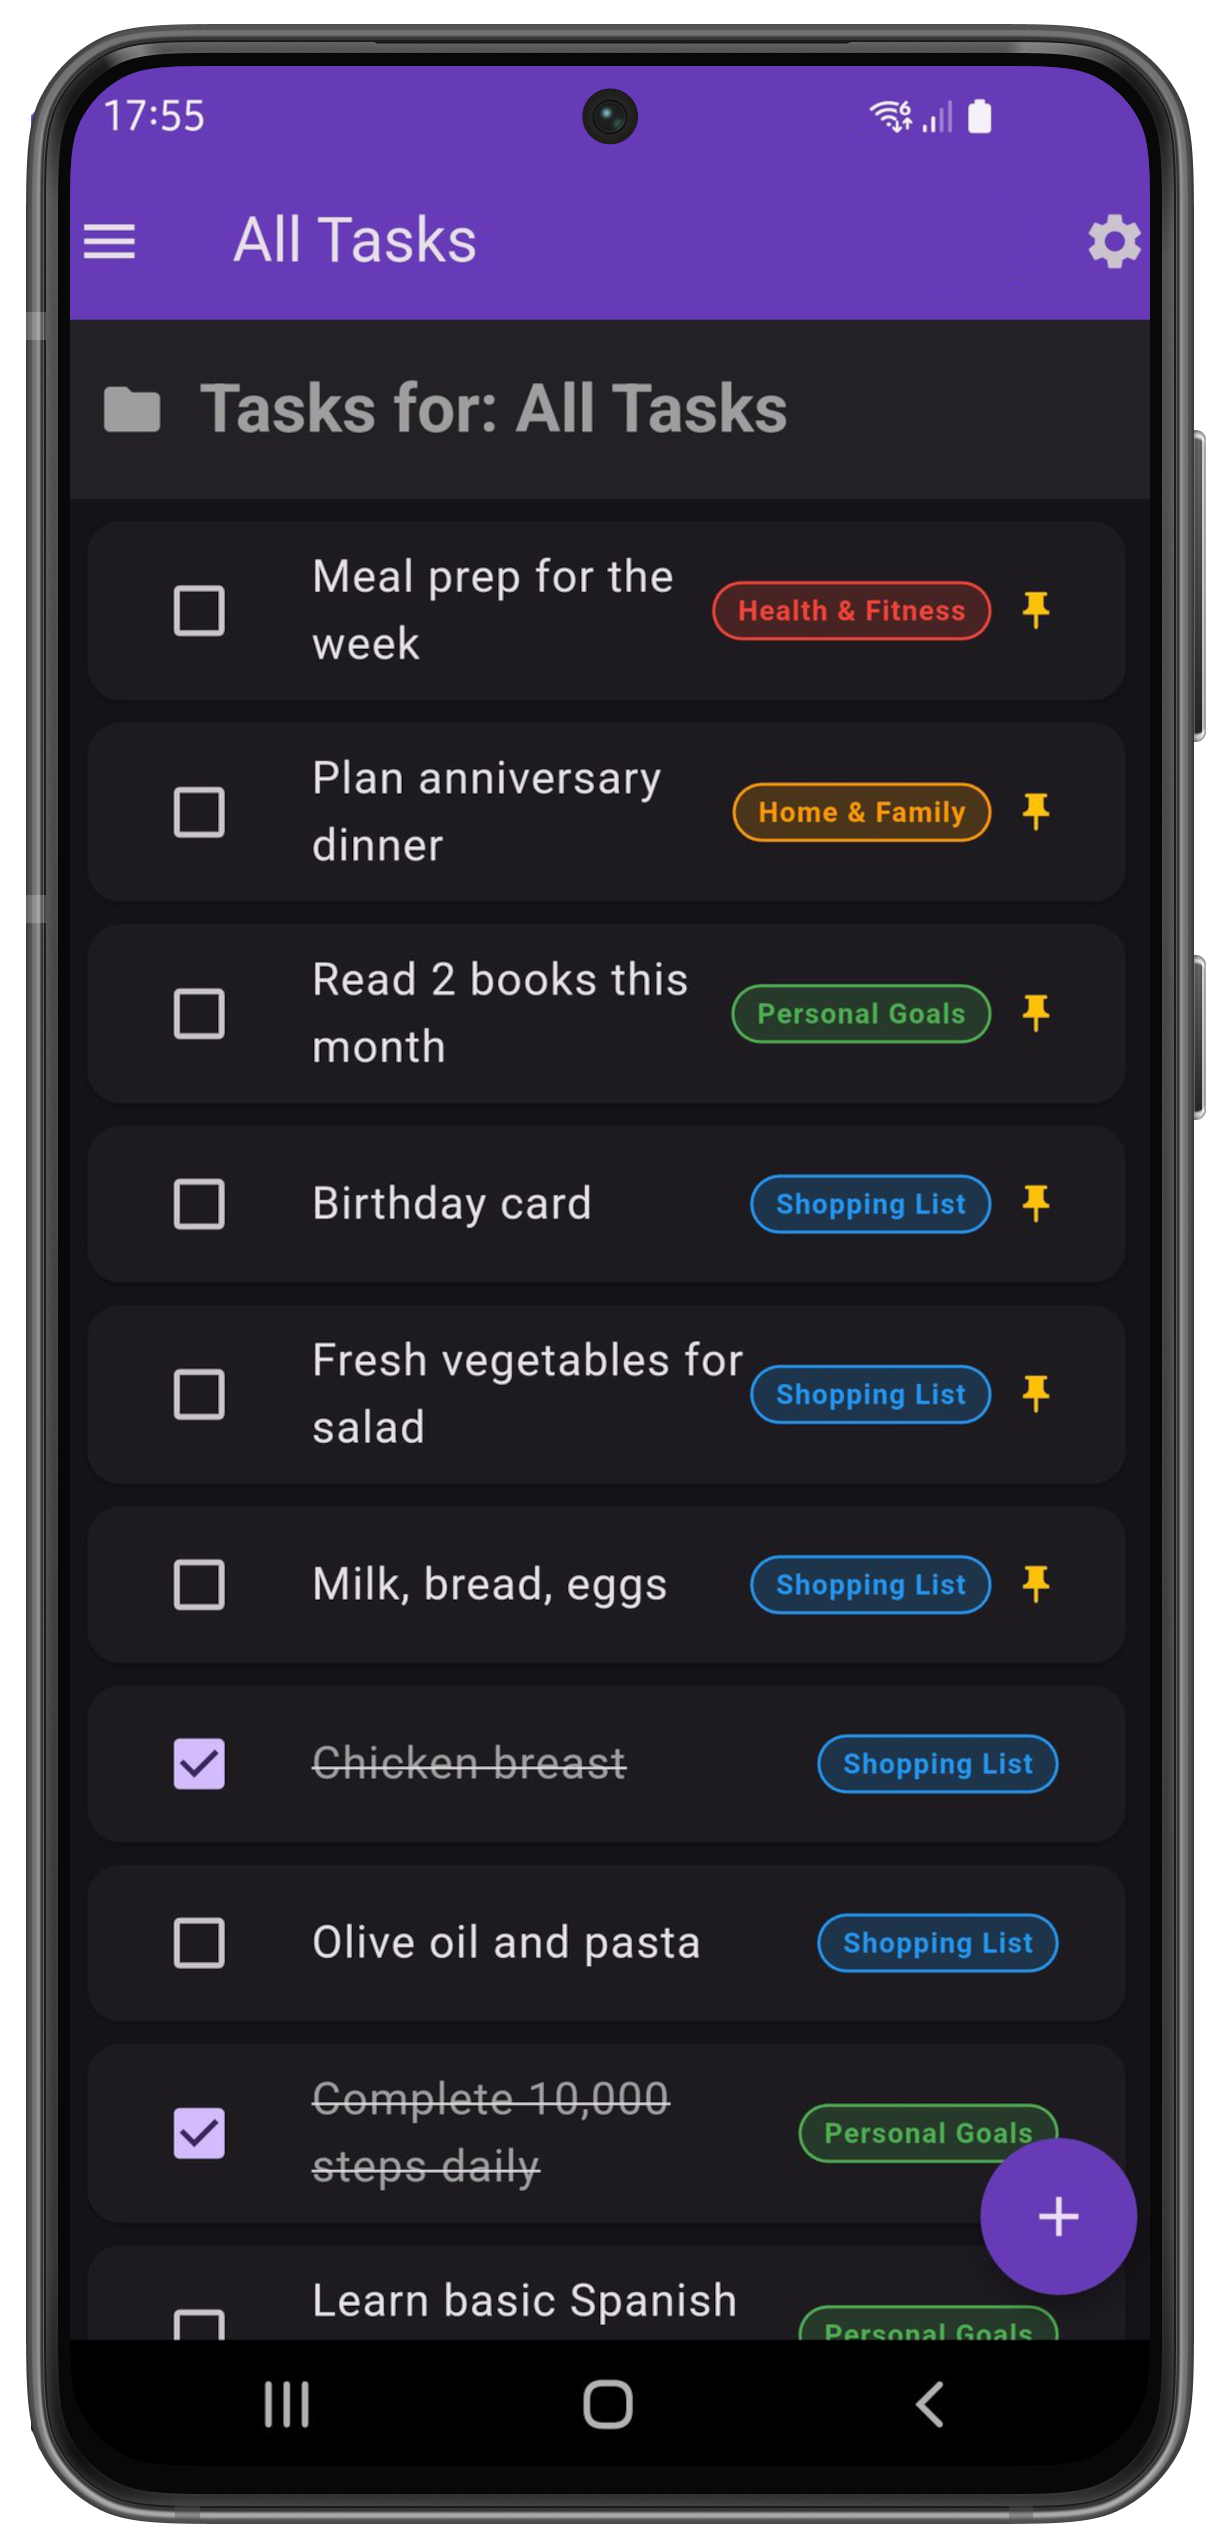 17:55
All Tasks
Tasks for: All Tasks
Meal prep for the
week
Health & Fitness
Plan anniversary
dinner
Home & Family
Read 2 books this
month
Personal Goals
Birthday card
Shopping List
Fresh vegetables for
salad
Shopping List
Milk, bread, eggs
Shopping List
Chicken breast
Shopping List
Olive oil and pasta
Shopping List
Complete 10,000
steps daily
Personal Goals
Learn basic Spanish
Personal Goals